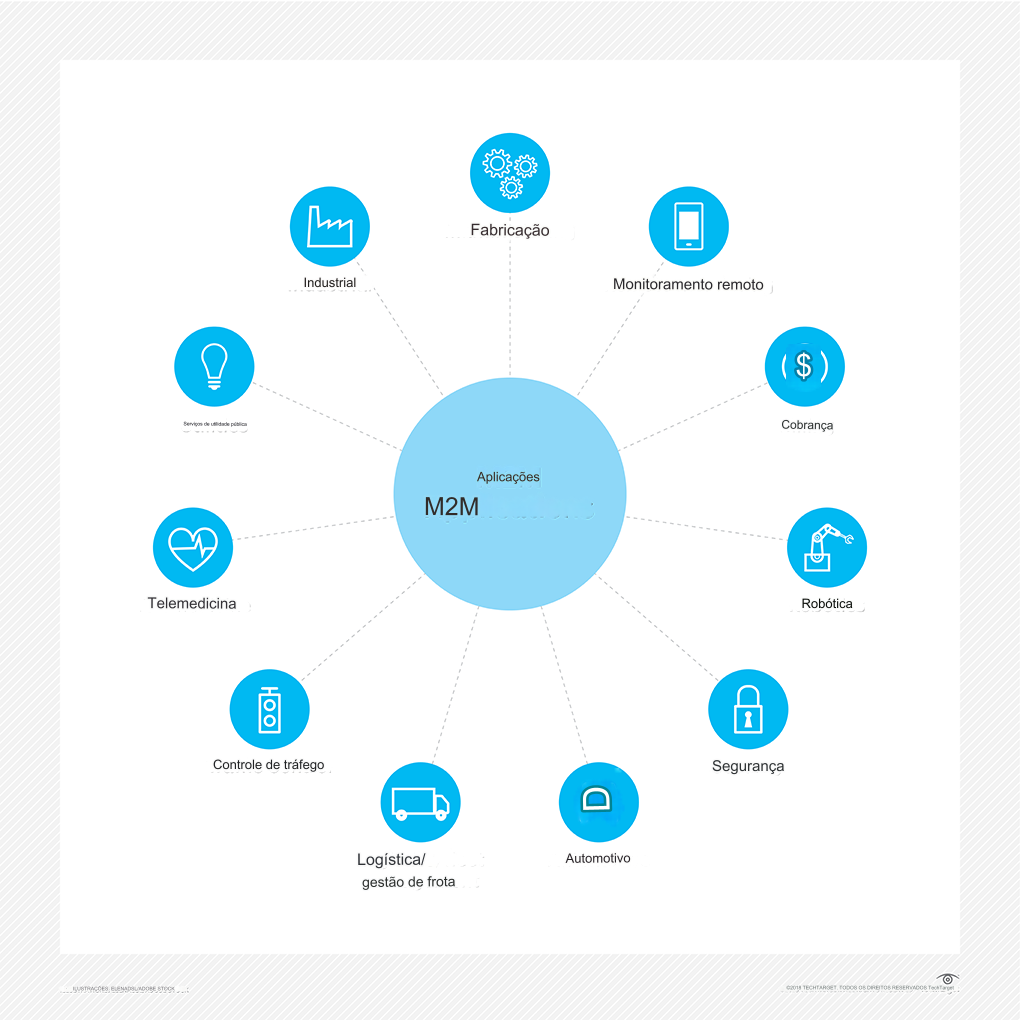 Fabricação
Industrial
Monitoramento remoto
Serviços de utilidade pública
$
Cobrança
Aplicações
M2M
Telemedicina
Robótica
Controle de tráfego
Segurança
D
Logística/
gestão de frota
Automotivo
ILUSTRAÇÕES: ELENADSL/ADOBE STOCK
©2018 TECHTARGET. TODOS OS DIREITOS RESERVADOS TechTarget